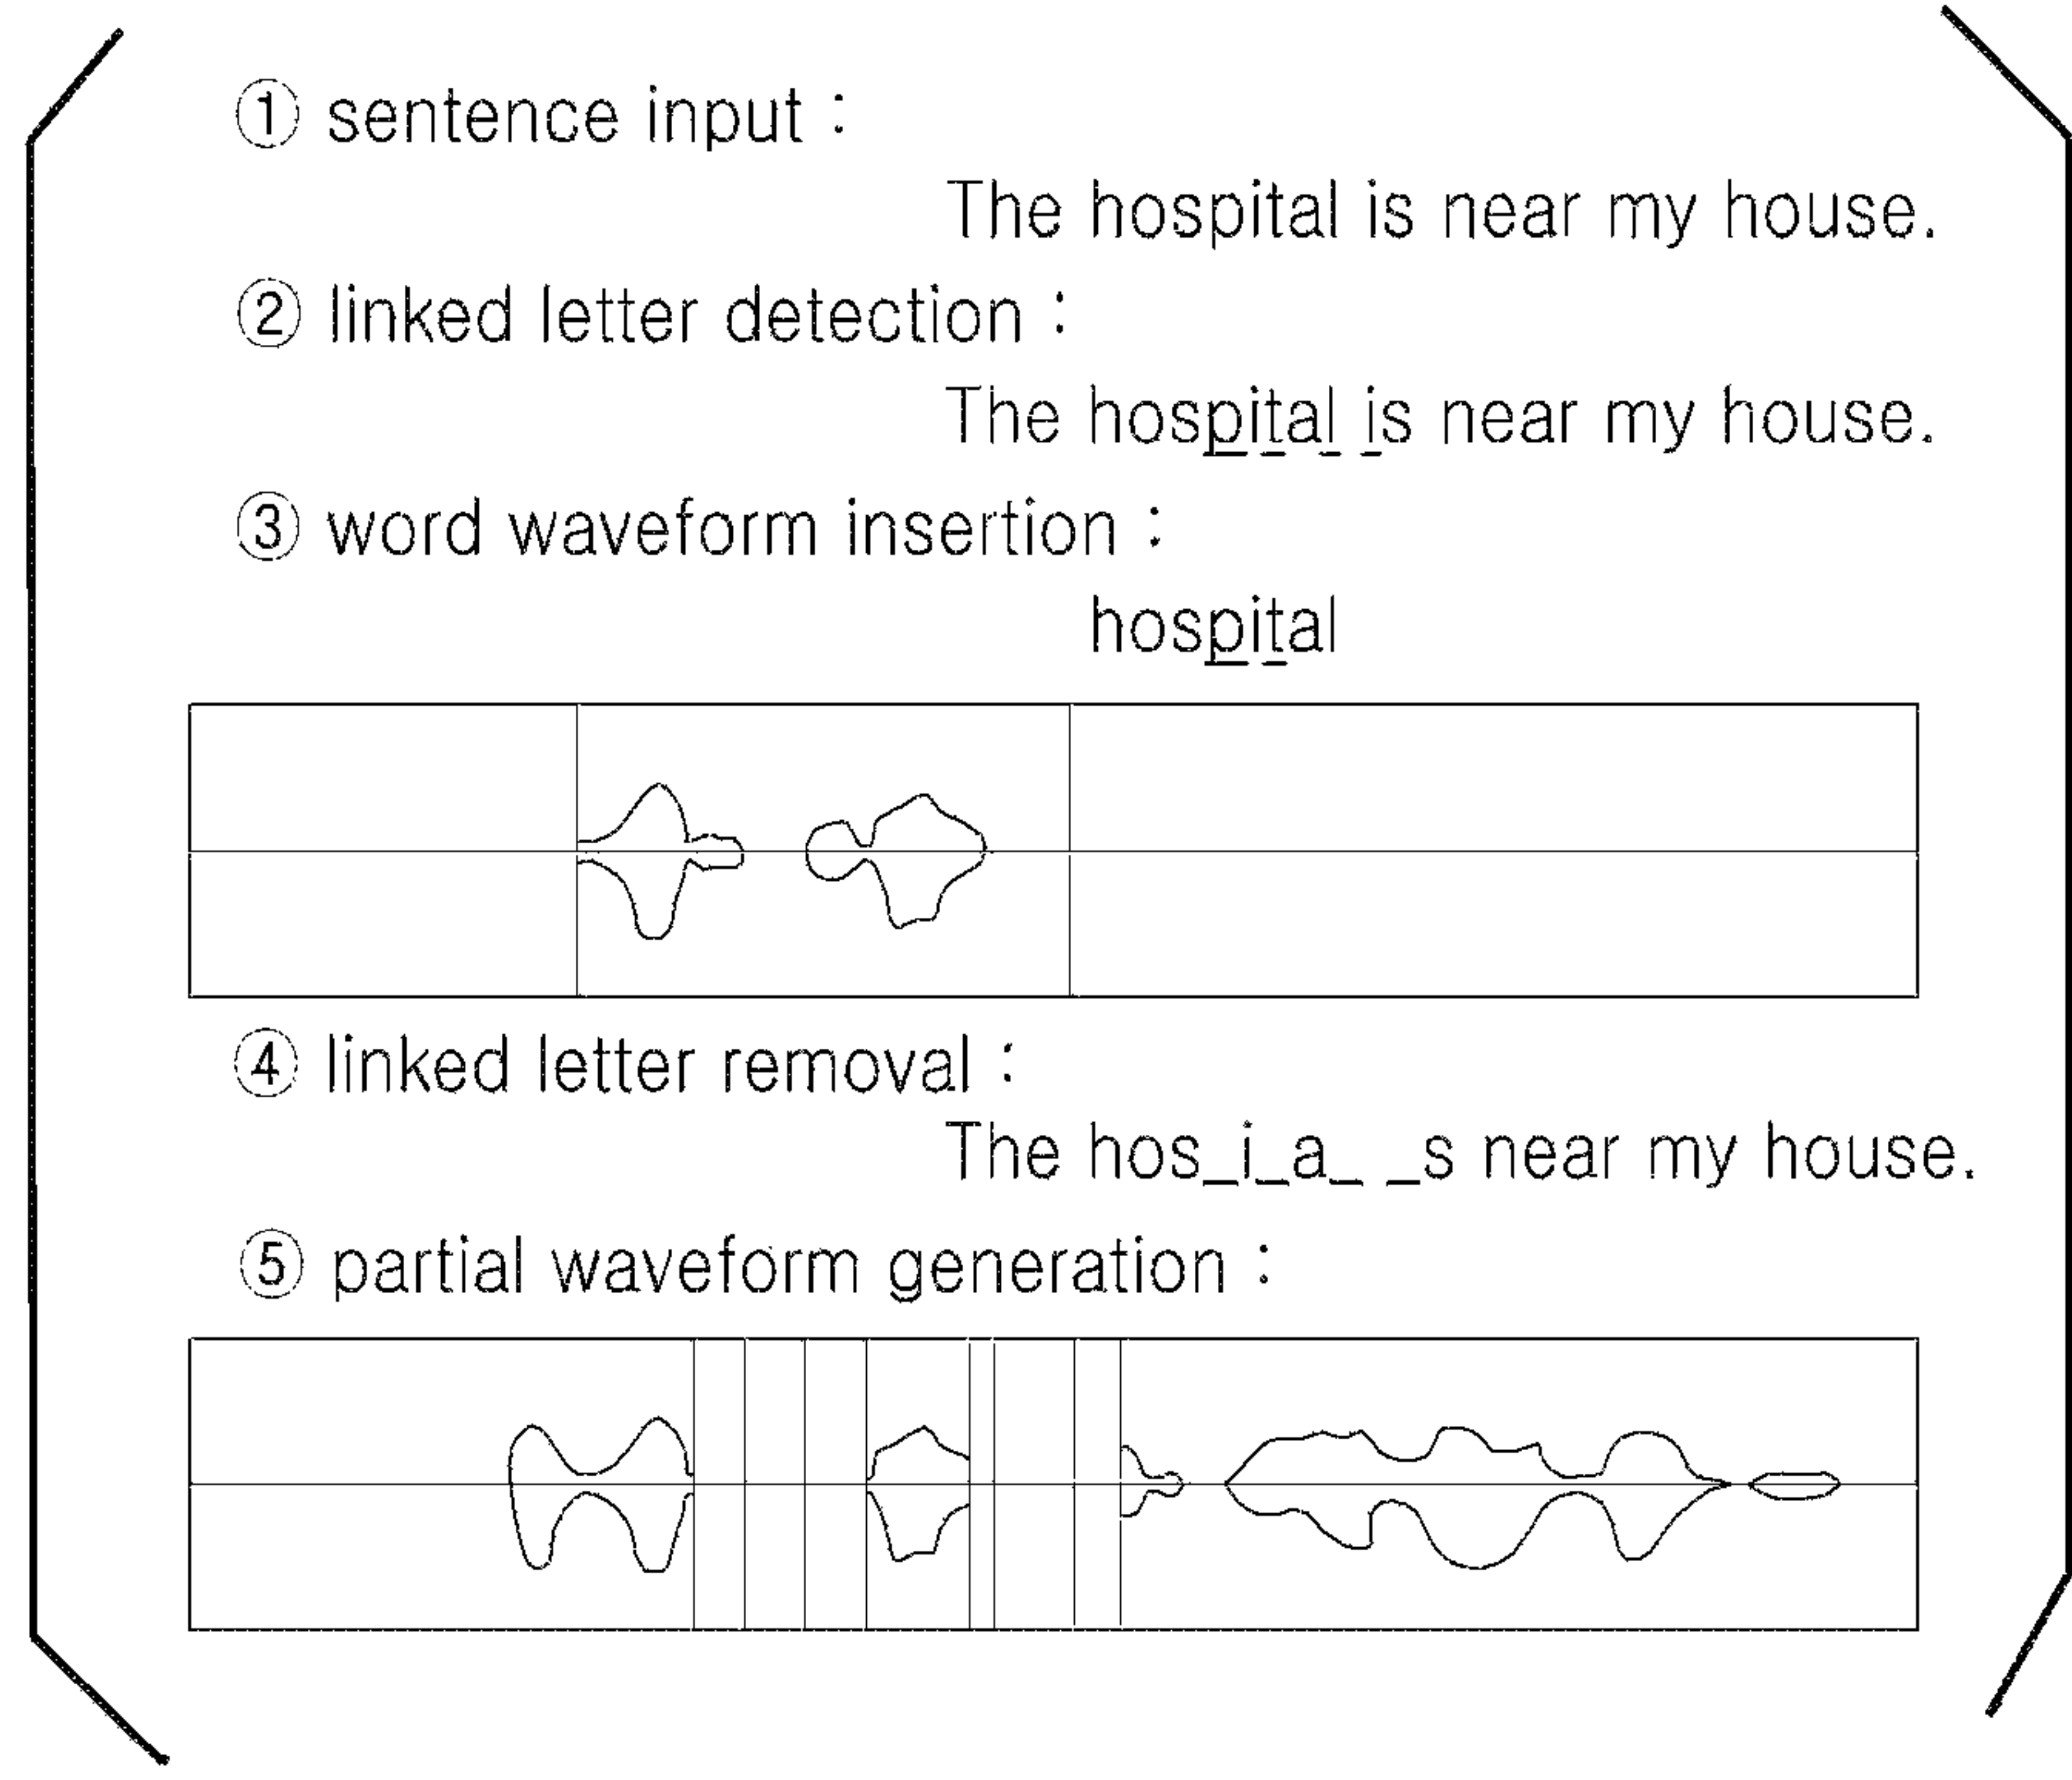 ① sentence input :
The hospital is near my house.
② linked letter detection :
The hospital is near my house.
③ word waveform insertion :
hospital
④ linked letter removal :
The hos_i_a_ _s near my house.
⑤ partial waveform generation :